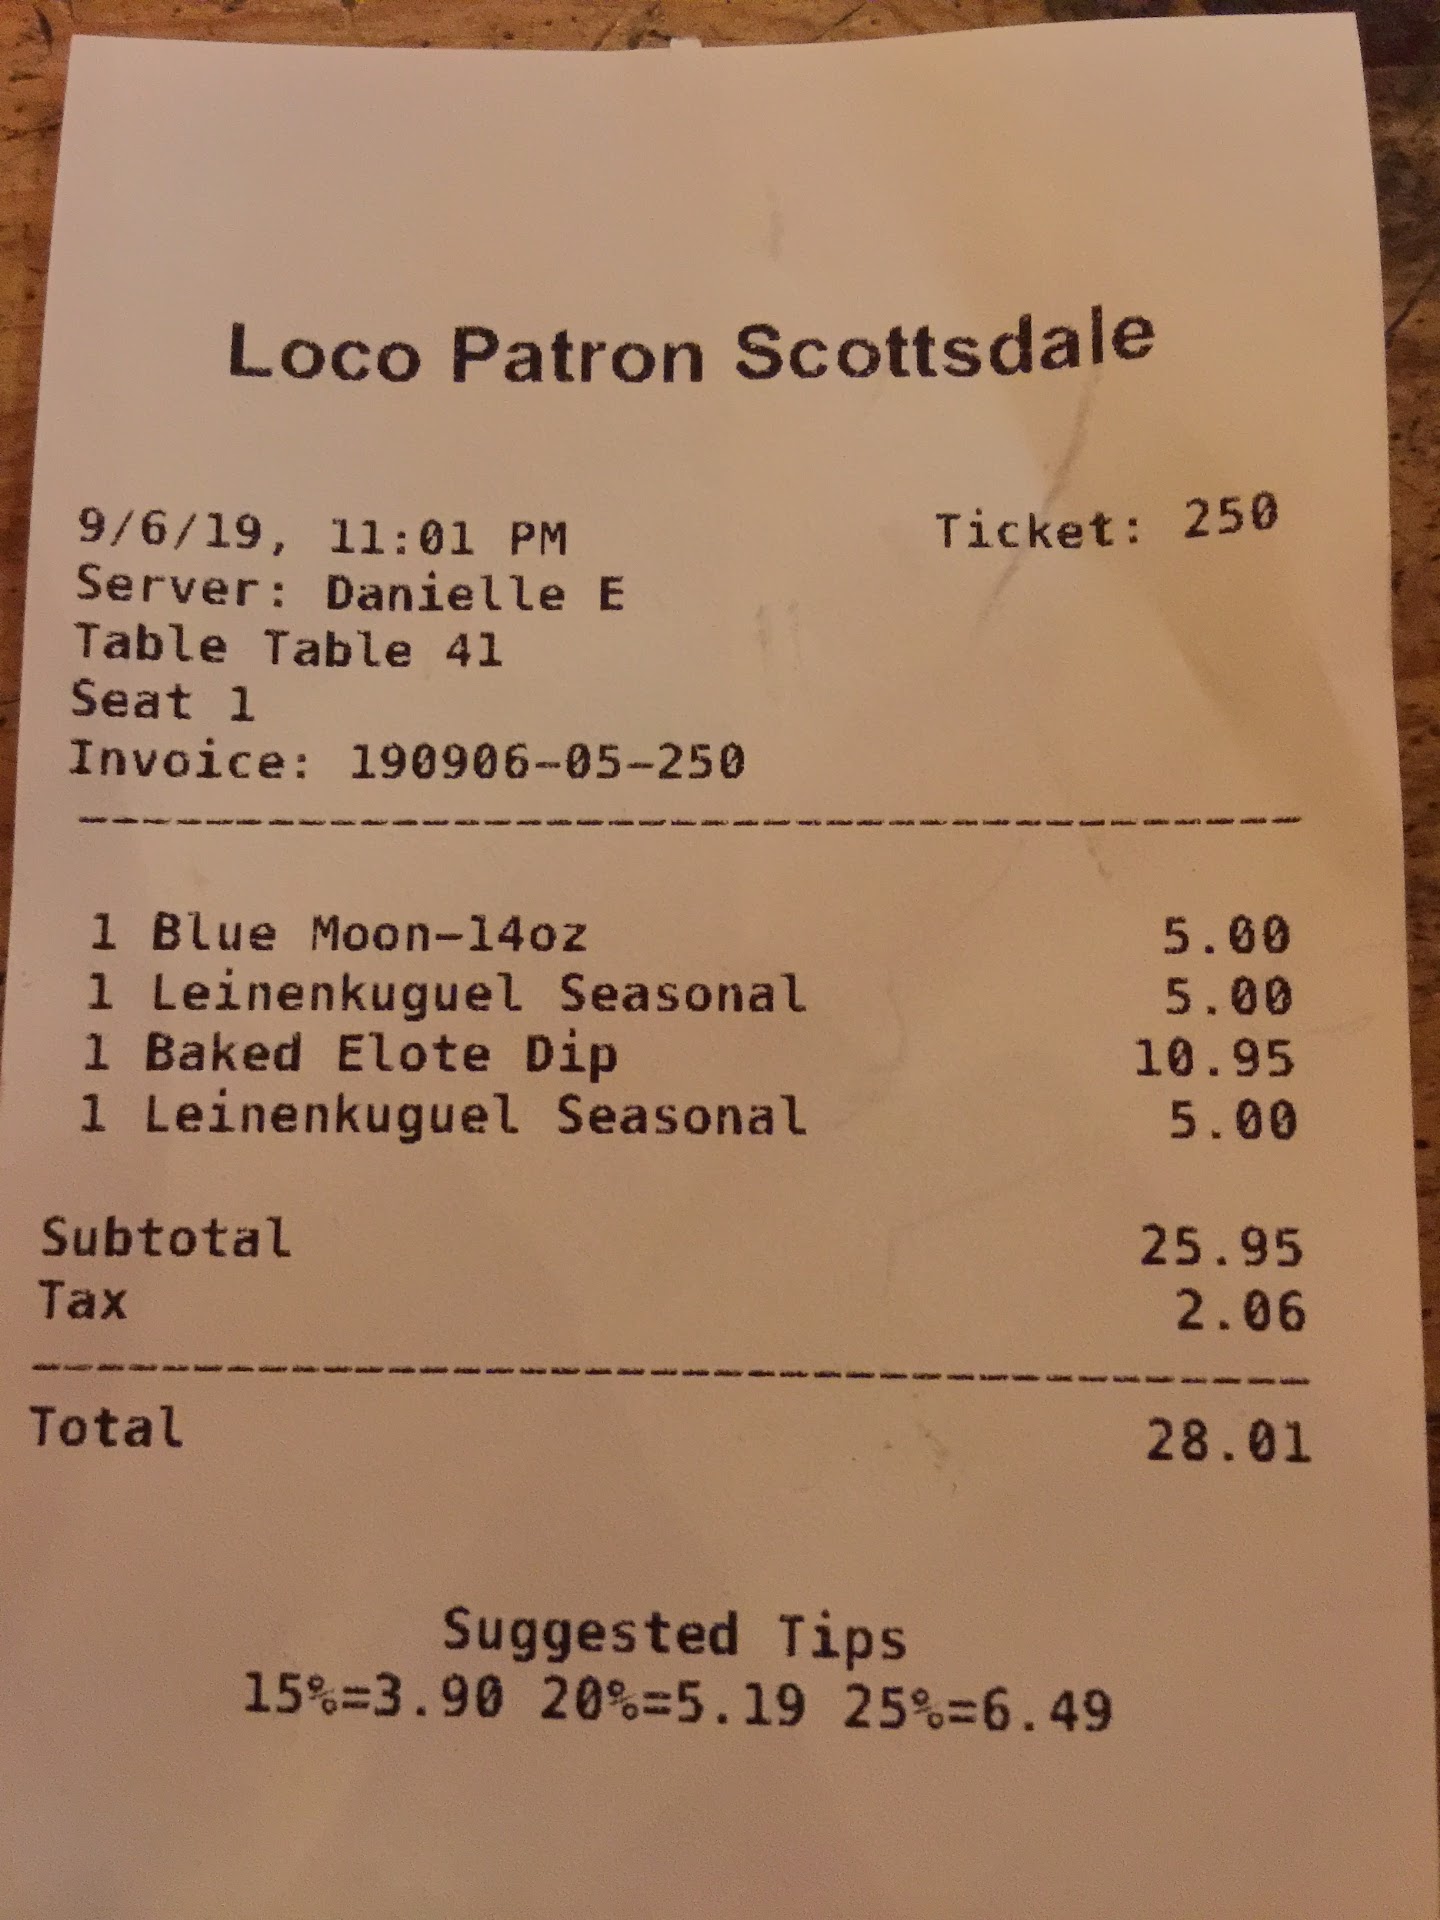 Loco Patron Scottsdale
9/6/19, 11:01 PM Ticket: 250
Server: Danielle E
Table Table 41
Seat 1
Invoice: 190906-05-250
1 Blue Moon-14oz 5.00
1 Leinenkuguel Seasonal 5.00
1 Baked Elote Dip 10.95
1 Leinenkuguel Seasonal 5.00
Subtotal 25.95
Tax 2.06
Total 28.01
Suggested Tips
15%=3.90 20%=5.19 25%=6.49